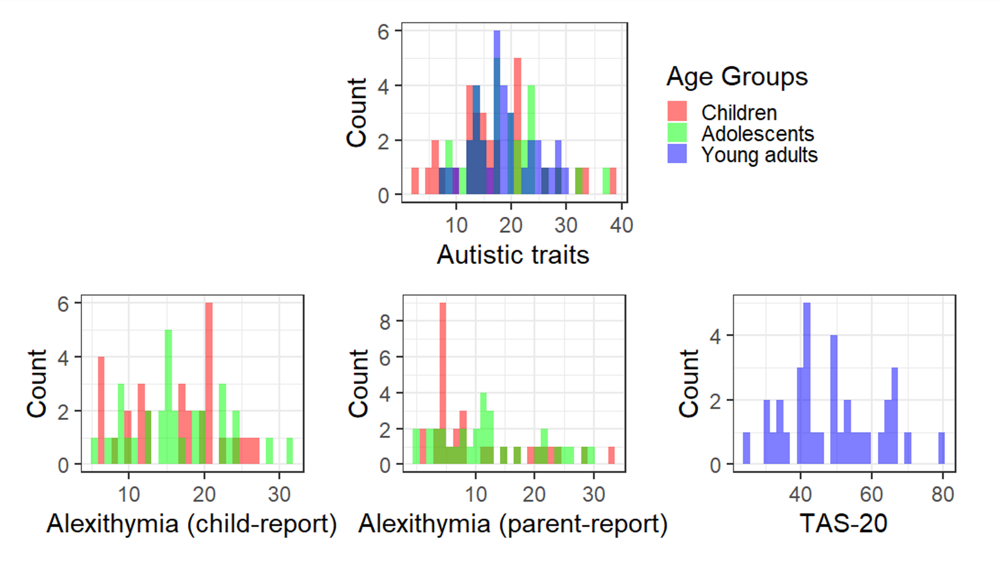 6
4
2
0
Count
10 20 30 40
Autistic traits
Age Groups
Children
Adolescents
Young adults
6
4
2
0
Count
10 20 30
Alexithymia (child-report)
8
6
4
2
0
Count
10 20 30
Alexithymia (parent-report)
4
2
0
Count
40 60 80
TAS-20